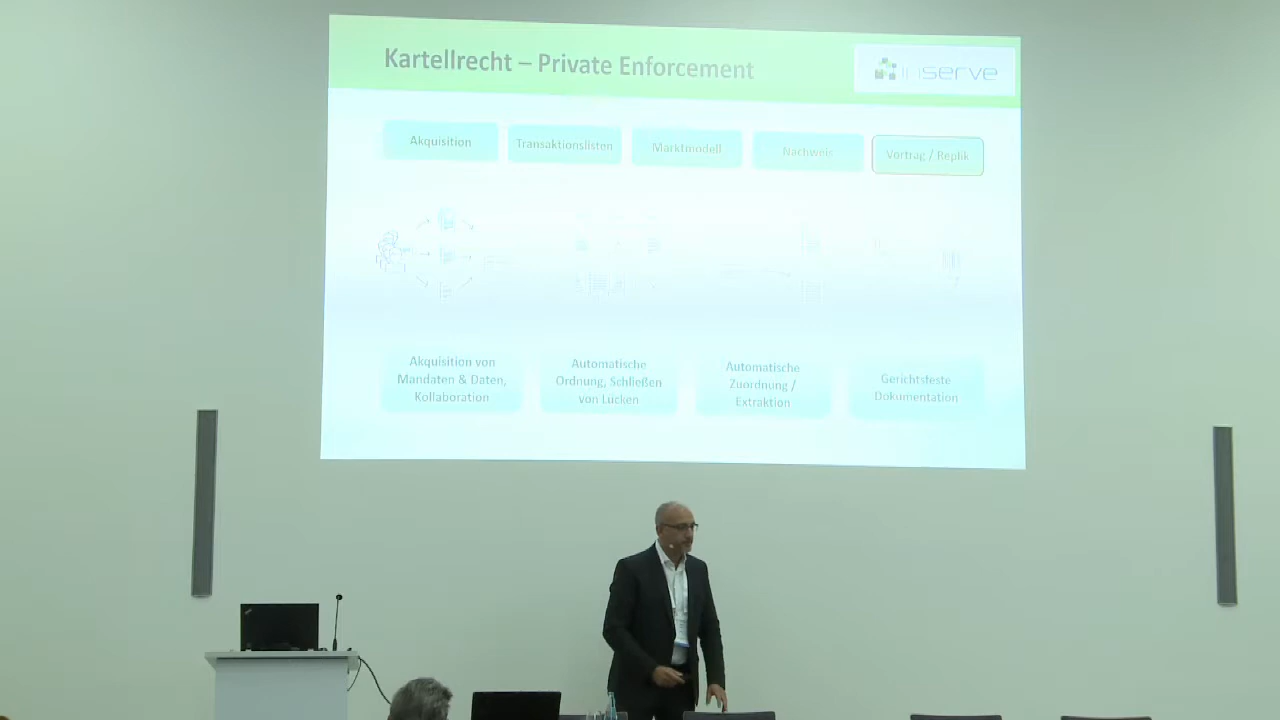 Kartellrecht – Private Enforcement
inserve
Akquisition
Transaktionslisten
Marktmodell
Nachweis
Vortrag / Replik
Akquisition von
Mandaten & Daten,
Kollaboration
Automatische
Ordnung, Schließen
von Lücken
Automatische
Zuordnung /
Extraktion
Gerichtsfeste
Dokumentation